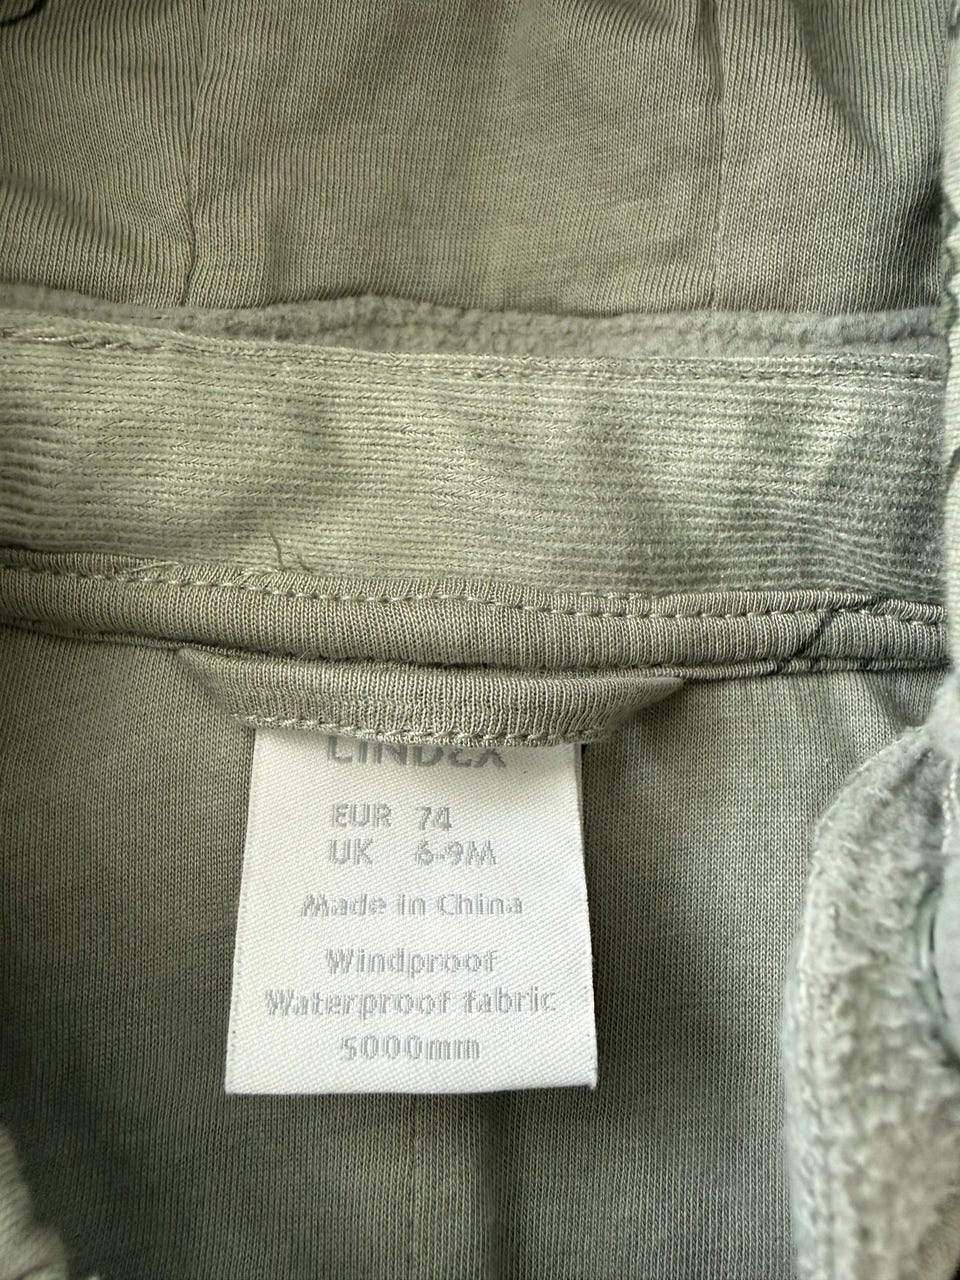 LINDEX
EUR 74
UK 6-9M
Made in China
Windproof
Waterproof fabric
5000mm